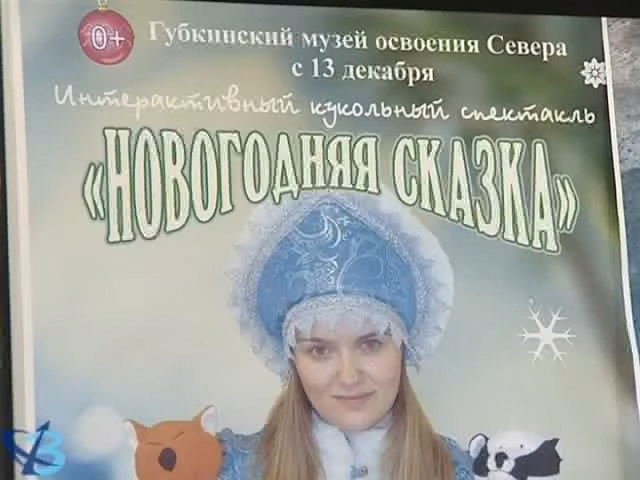 0+
Губкинский музей освоения Севера
с 13 декабря
Интерактивный кукольный спектакль
«НОВОГОДНЯЯ СКАЗКА»